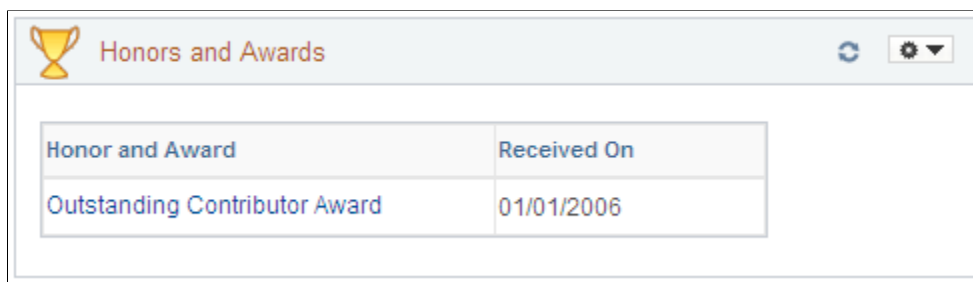 Honors and Awards
Honor and Award Received On
Outstanding Contributor Award 01/01/2006